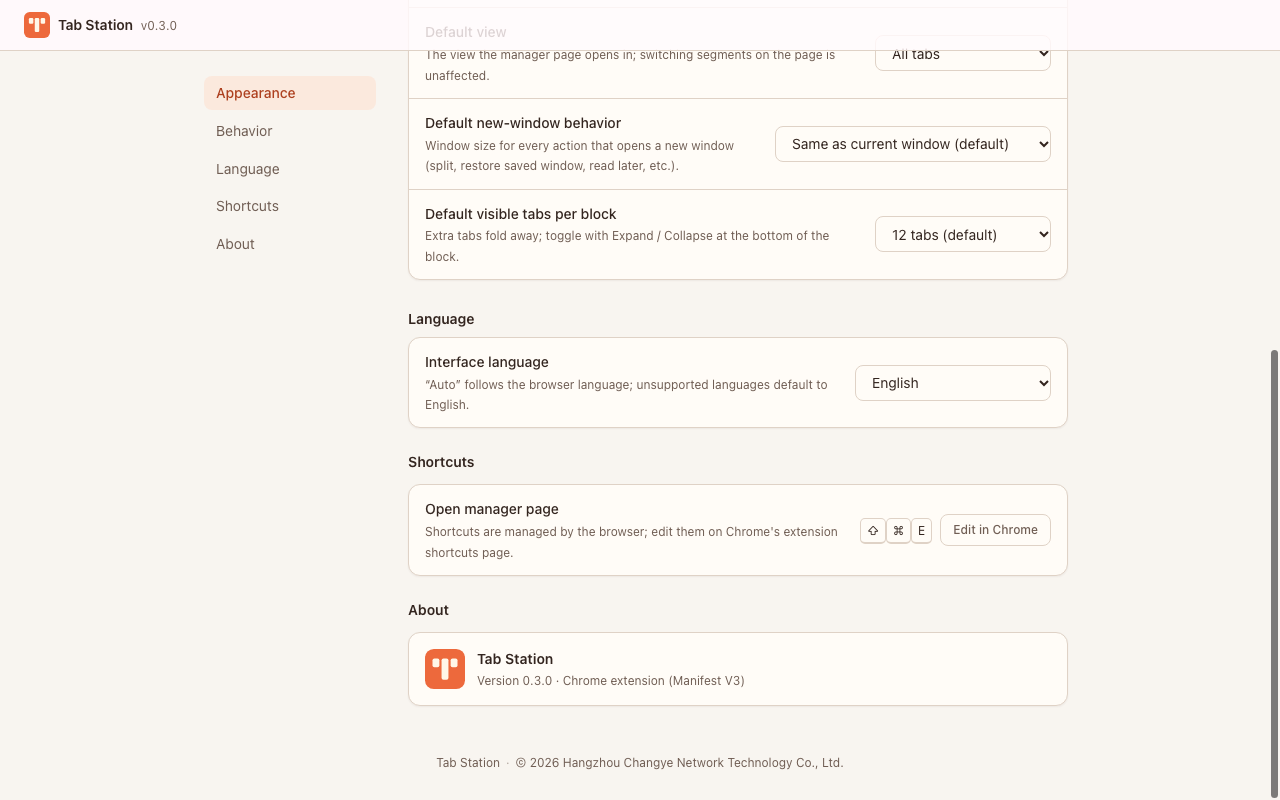 Tab Station v0.3.0
Appearance
Behavior
Language
Shortcuts
About
Default view
The view the manager page opens in; switching segments on the page is
unaffected.
All tabs
Default new-window behavior
Window size for every action that opens a new window
(split, restore saved window, read later, etc.).
Same as current window (default)
Default visible tabs per block
Extra tabs fold away; toggle with Expand / Collapse at the bottom of the
block.
12 tabs (default)
Language
Interface language
“Auto” follows the browser language; unsupported languages default to
English.
English
Shortcuts
Open manager page
Shortcuts are managed by the browser; edit them on Chrome's extension
shortcuts page.
⇧ ⌘ E
Edit in Chrome
About
Tab Station
Version 0.3.0 · Chrome extension (Manifest V3)
Tab Station · © 2026 Hangzhou Changye Network Technology Co., Ltd.